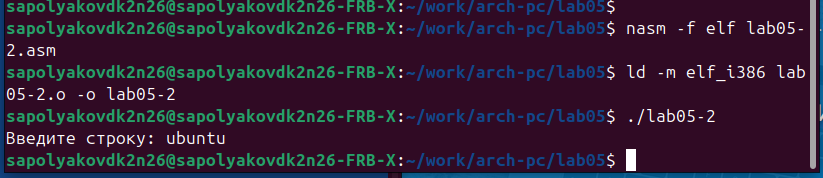 sapolyakovdk2n26@sapolyakovdk2n26-FRB-X:~/work/arch-pc/lab05$
sapolyakovdk2n26@sapolyakovdk2n26-FRB-X:~/work/arch-pc/lab05$ nasm -f elf lab05-
2.asm
sapolyakovdk2n26@sapolyakovdk2n26-FRB-X:~/work/arch-pc/lab05$ ld -m elf_i386 lab
05-2.o -o lab05-2
sapolyakovdk2n26@sapolyakovdk2n26-FRB-X:~/work/arch-pc/lab05$ ./lab05-2
Введите строку: ubuntu
sapolyakovdk2n26@sapolyakovdk2n26-FRB-X:~/work/arch-pc/lab05$